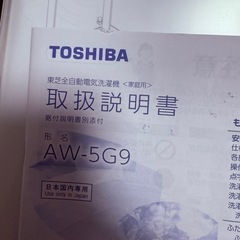 TOSHIBA
東芝全自動電気洗濯機 <家庭用>
取扱説明書
据付説明書別添付
形名
AW-5G9
日本国内専用
Use only in Japan